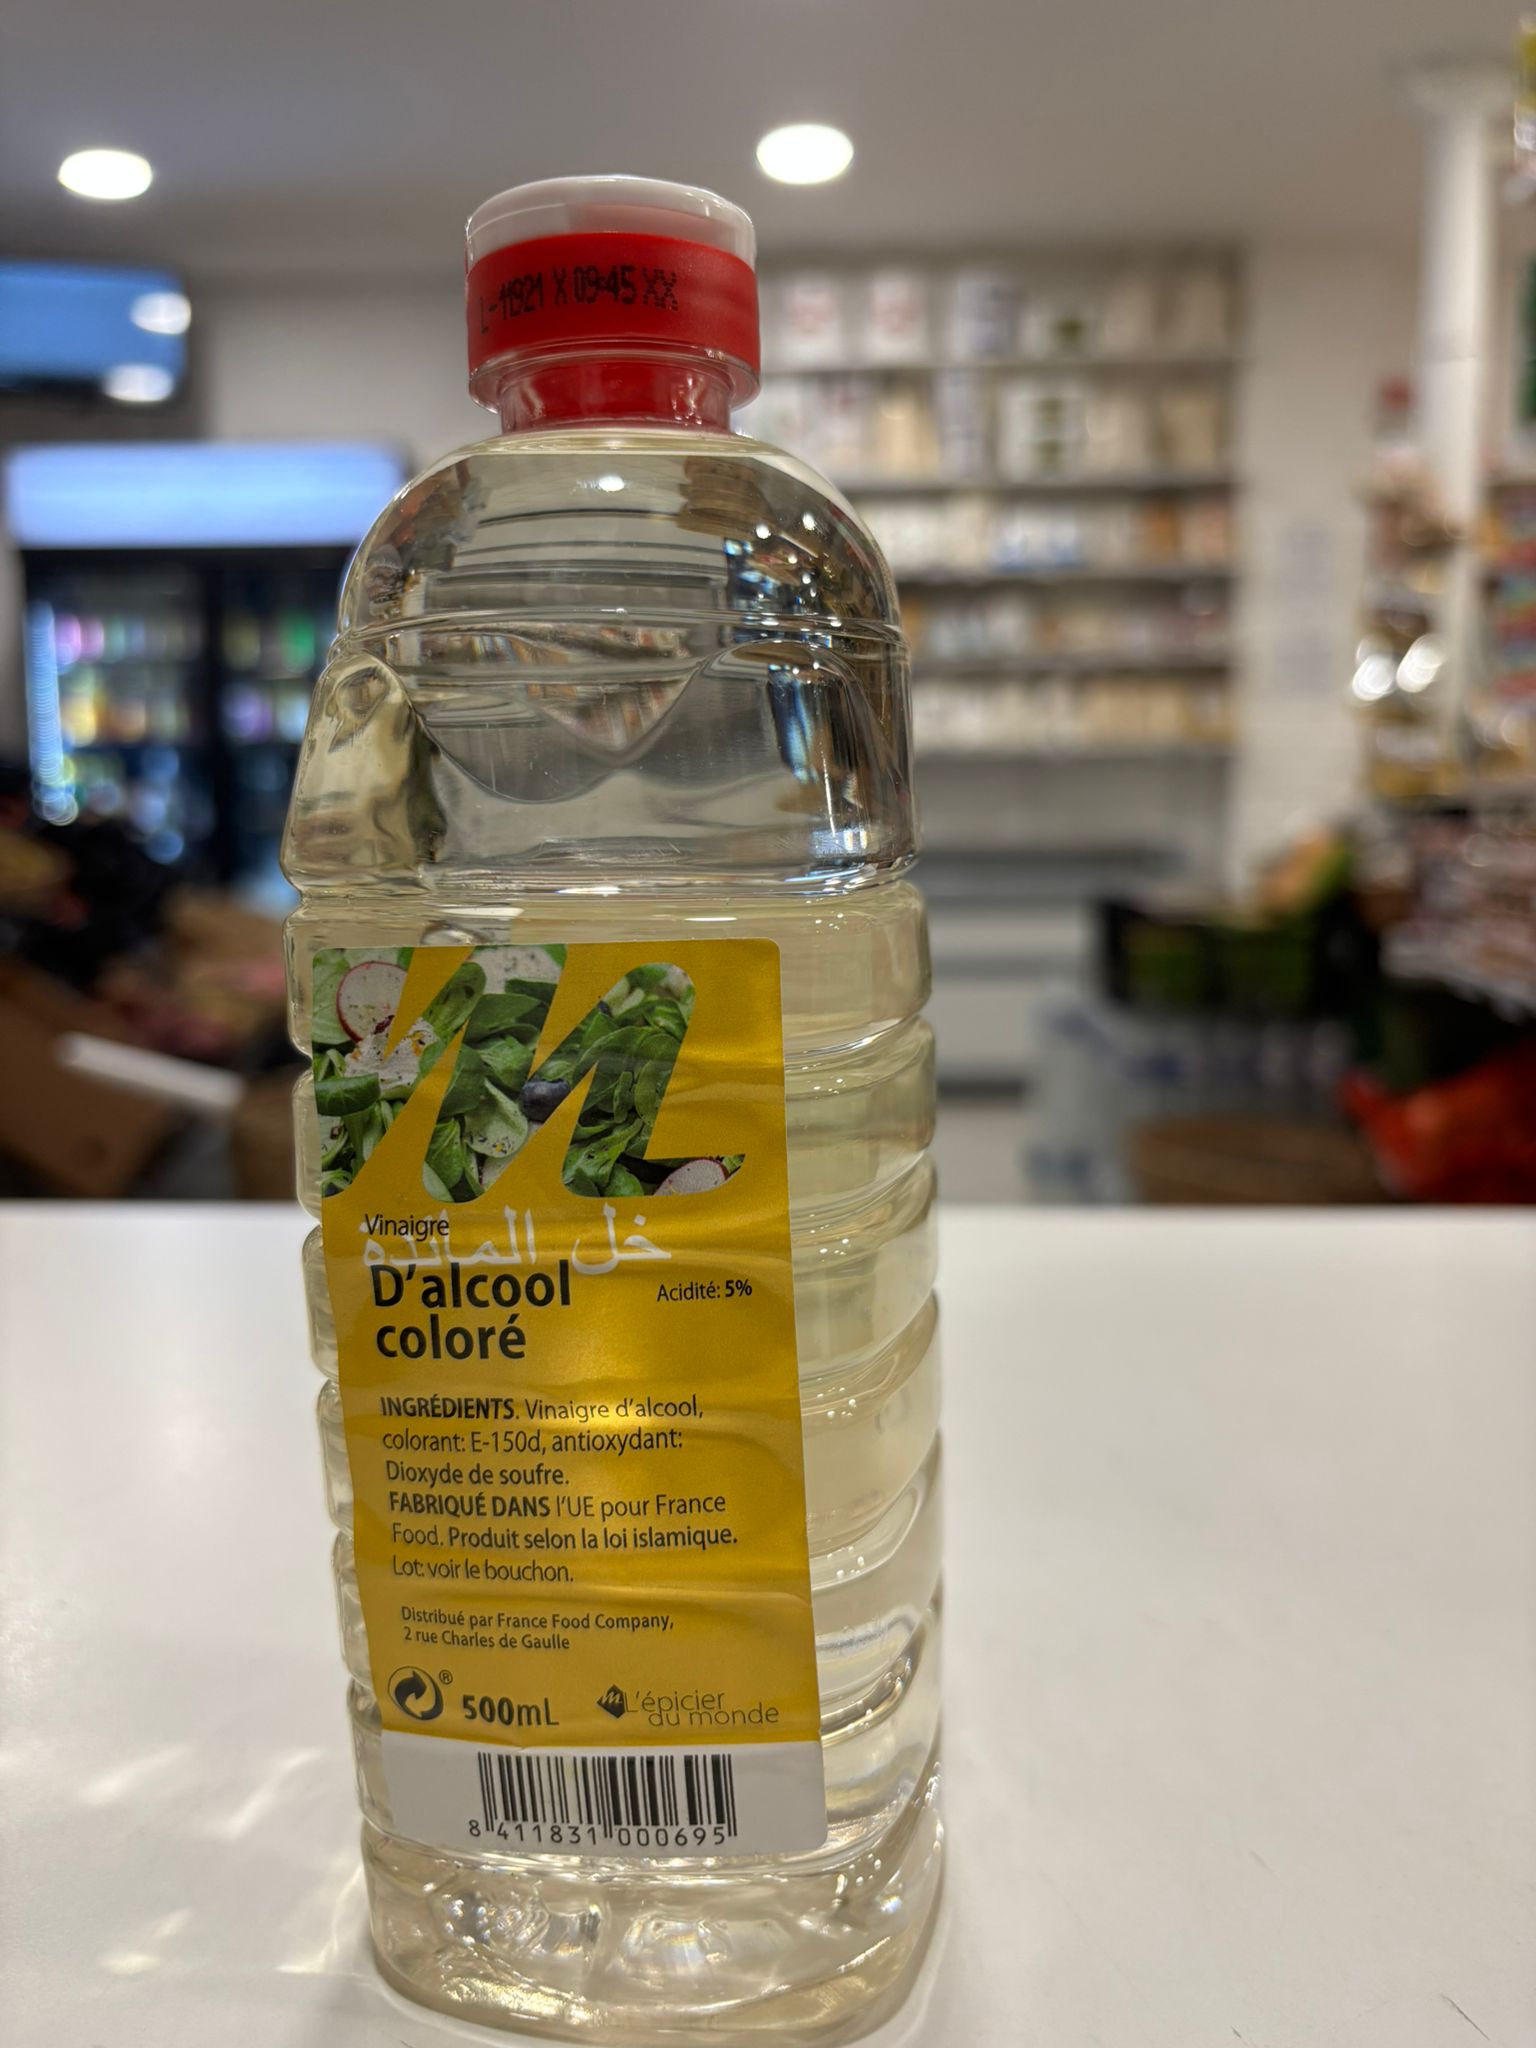 L-11921 X 09:45 XX
Vinaigre
خل المائدة
D'alcool
coloré
Acidité: 5%
INGRÉDIENTS. Vinaigre d'alcool,
colorant: E-150d, antioxydant:
Dioxyde de soufre.
FABRIQUÉ DANS l'UE pour France
Food. Produit selon la loi islamique.
Lot: voir le bouchon.
Distribué par France Food Company,
2 rue Charles de Gaulle
®
500mL
M L'épicier
du monde
8 411831 000695